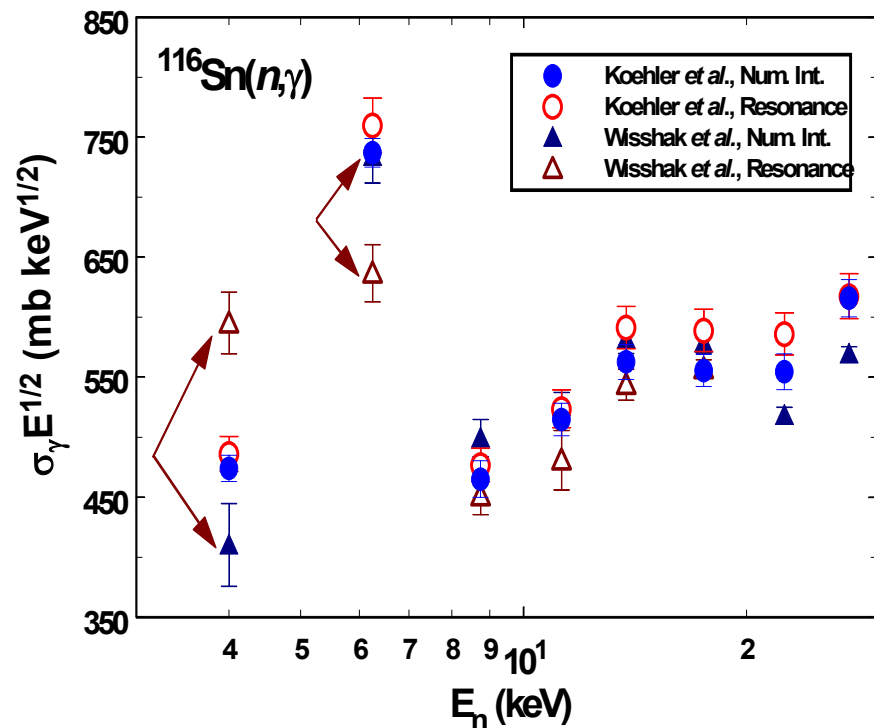 850
750
650
550
450
350
σγE1/2 (mb keV1/2)
116Sn(n,γ)
Koehler et al., Num. Int.
Koehler et al., Resonance
Wisshak et al., Num. Int.
Wisshak et al., Resonance
4 5 6 7 8 9 10¹ 2
En (keV)